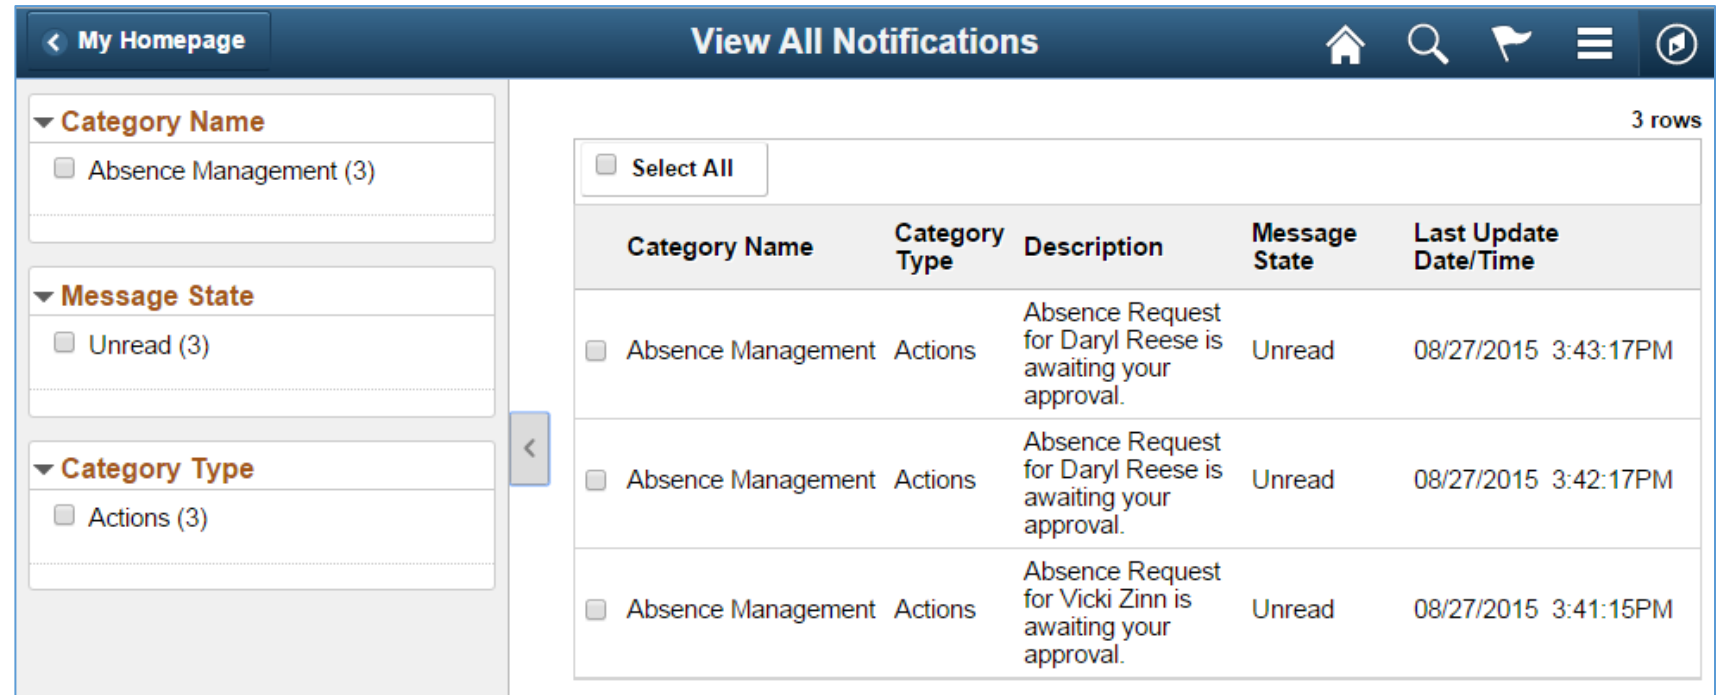 My Homepage
View All Notifications
Category Name
Absence Management (3)
Message State
Unread (3)
Category Type
Actions (3)
3 rows
Select All
Category Name
Category
Type
Description
Message
State
Last Update
Date/Time
Absence Management
Actions
Absence Request
for Daryl Reese is
awaiting your
approval.
Unread
08/27/2015 3:43:17PM
Absence Management
Actions
Absence Request
for Daryl Reese is
awaiting your
approval.
Unread
08/27/2015 3:42:17PM
Absence Management
Actions
Absence Request
for Vicki Zinn is
awaiting your
approval.
Unread
08/27/2015 3:41:15PM